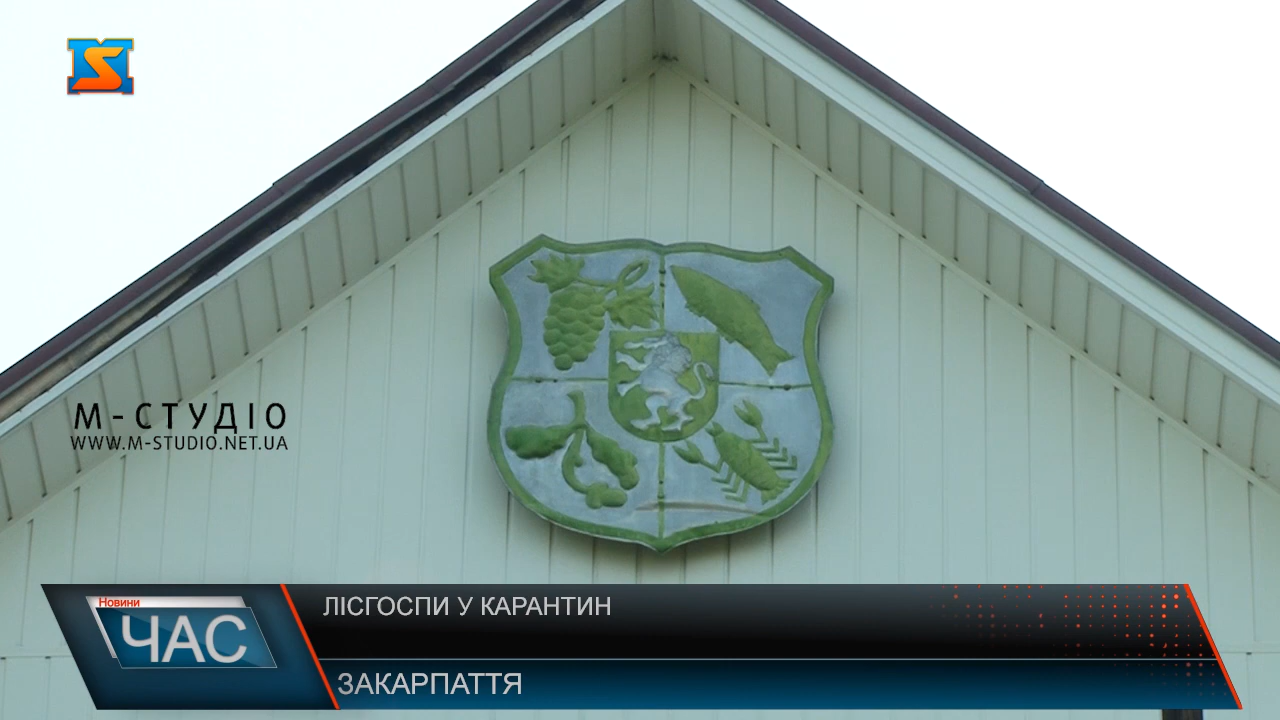 М-СТУДІО
WWW.M-STUDIO.NET.UA
Новини
ЧАС
ЛІСГОСПИ У КАРАНТИН
ЗАКАРПАТТЯ